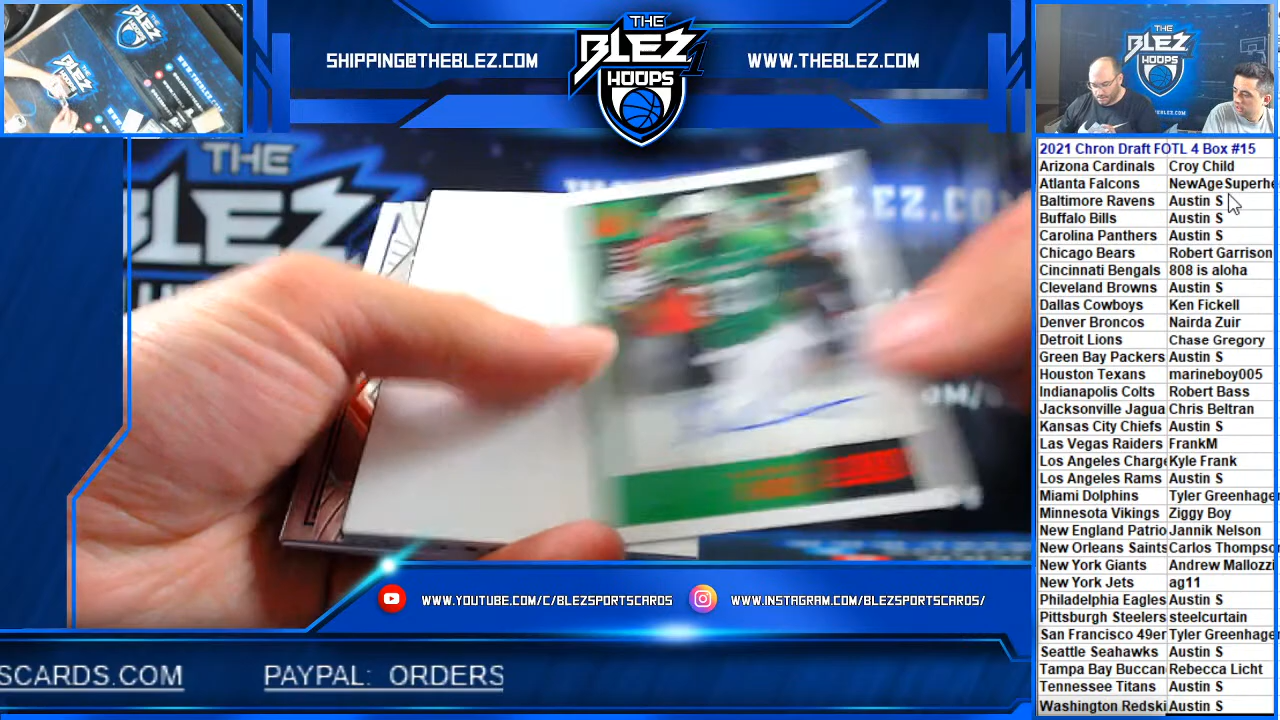 THE
BLEZ
HOOPS
1
SHIPPING@THEBLEZ.COM
WWW.THEBLEZ.COM
THE
BLEZ
HOOPS
THE
BLEZ
2021 Chron Draft FOTL 4 Box #15
Arizona Cardinals Croy Child
Atlanta Falcons NewAgeSuperhe
Baltimore Ravens Austin S
Buffalo Bills Austin S
Carolina Panthers Austin S
Chicago Bears Robert Garrison
Cincinnati Bengals 808 is aloha
Cleveland Browns Austin S
Dallas Cowboys Ken Fickell
Denver Broncos Nairda Zuir
Detroit Lions Chase Gregory
Green Bay Packers Austin S
Houston Texans marineboy005
Indianapolis Colts Robert Bass
Jacksonville Jagua Chris Beltran
Kansas City Chiefs Austin S
Las Vegas Raiders FrankM
Los Angeles Charge Kyle Frank
Los Angeles Rams Austin S
Miami Dolphins Tyler Greenhage
Minnesota Vikings Ziggy Boy
New England Patrio Jannik Nelson
New Orleans Saints Carlos Thompso
New York Giants Andrew Mallozzi
New York Jets ag11
Philadelphia Eagles Austin S
Pittsburgh Steelers steelcurtain
San Francisco 49er Tyler Greenhage
Seattle Seahawks Austin S
Tampa Bay Buccan Rebecca Licht
Tennessee Titans Austin S
Washington Redski Austin S
WWW.YOUTUBE.COM/C/BLEZSPORTSCARDS
WWW.INSTAGRAM.COM/BLEZSPORTSCARDS/
SCARDS.COM PAYPAL: ORDERS